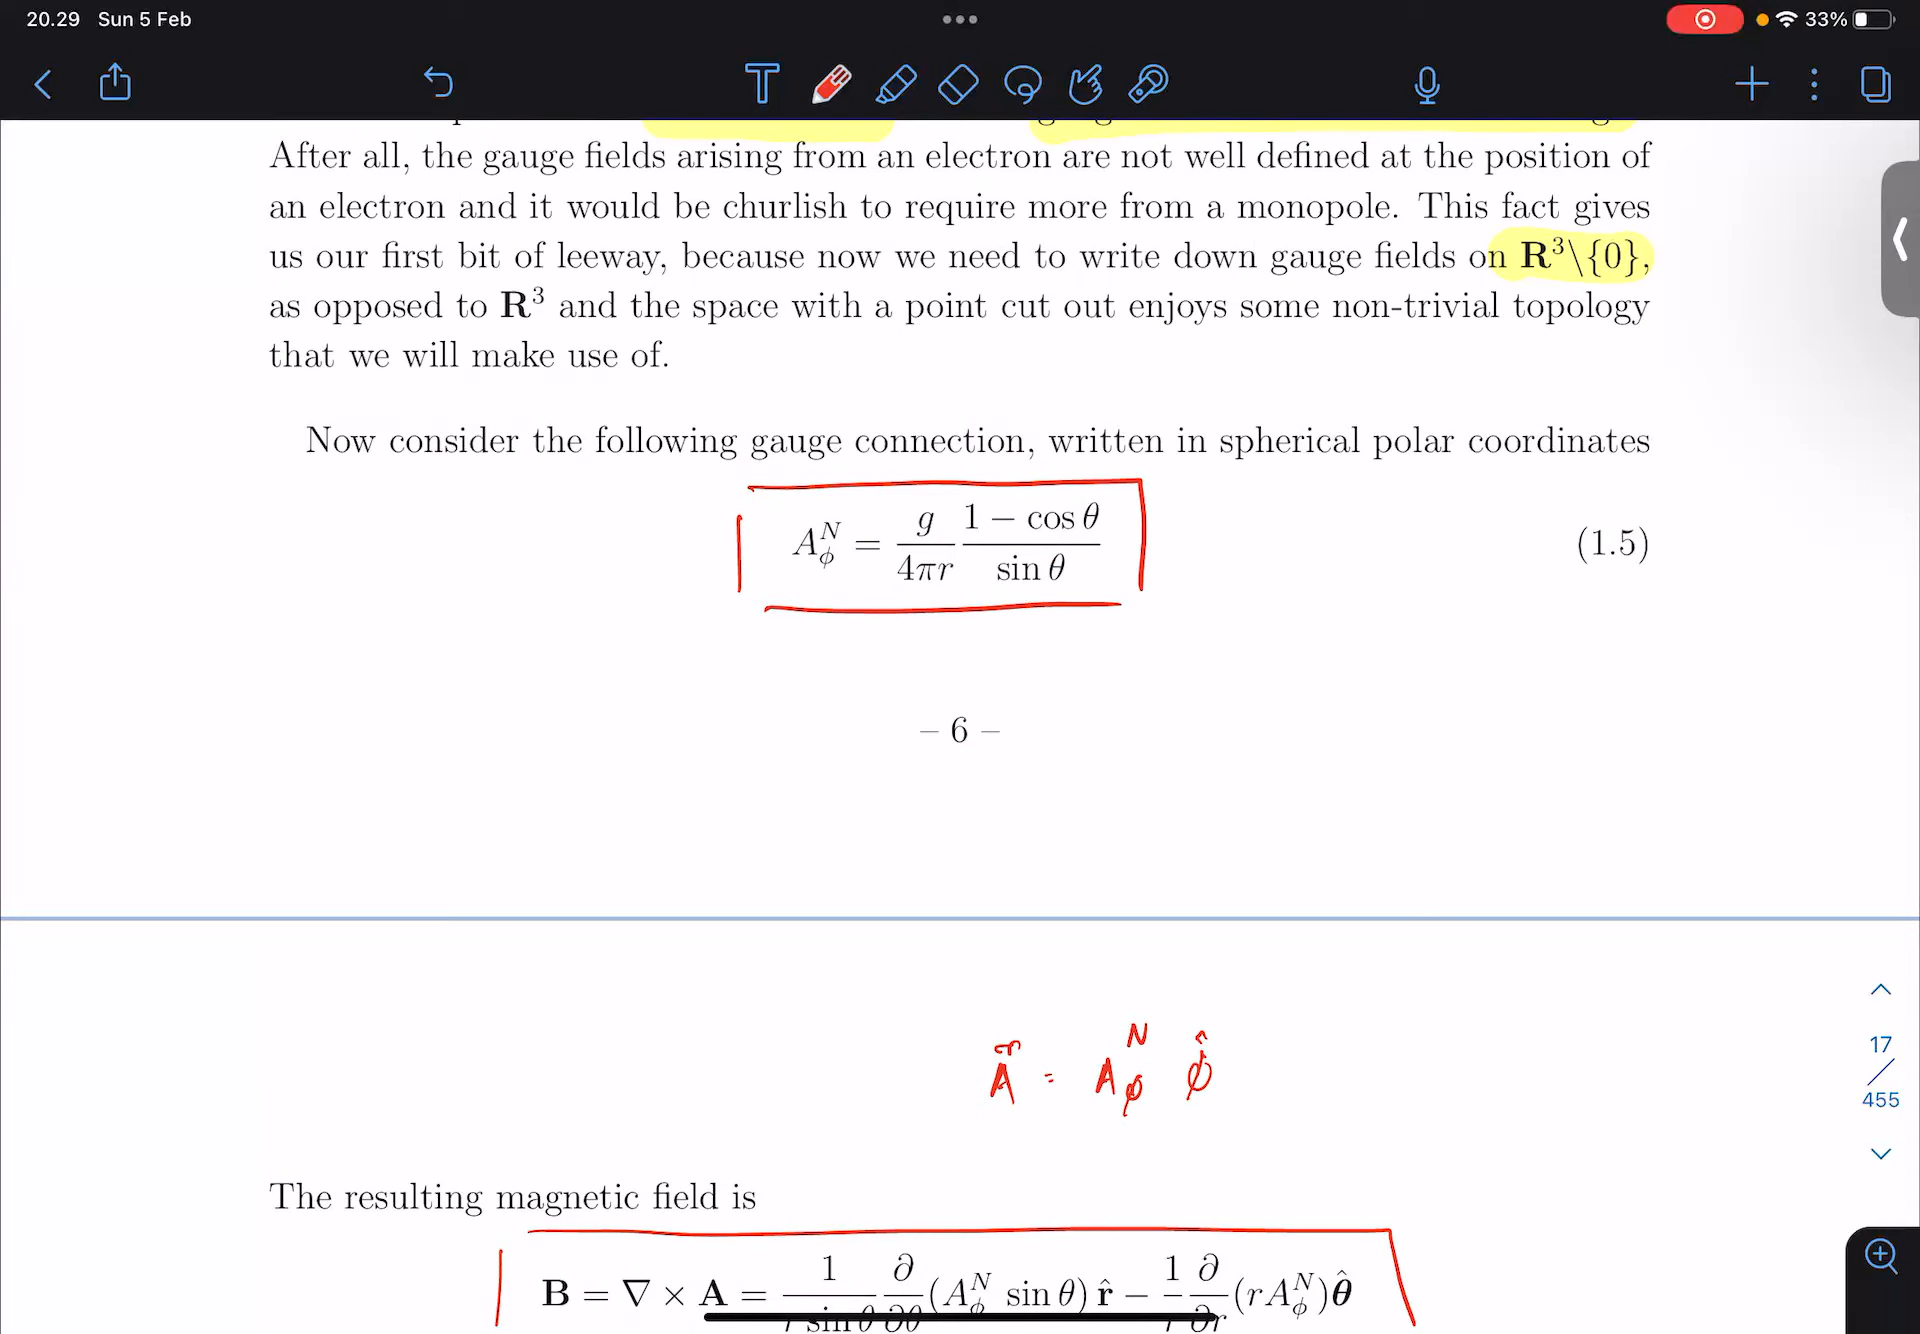 20.29 Sun 5 Feb
33%
After all, the gauge fields arising from an electron are not well defined at the position of
an electron and it would be churlish to require more from a monopole. This fact gives
us our first bit of leeway, because now we need to write down gauge fields on R³\{0},
as opposed to R³ and the space with a point cut out enjoys some non-trivial topology
that we will make use of.
Now consider the following gauge connection, written in spherical polar coordinates
A^N_ϕ = g/4πr (1 − cos θ)/sin θ (1.5)
– 6 –
17
/
455
A⃗ = A^N_ϕ ϕ̂
The resulting magnetic field is
B = ∇ × A = 1/(r sin θ) ∂/∂θ (A^N_ϕ sin θ) r̂ − 1/r ∂/∂r (rA^N_ϕ)θ̂